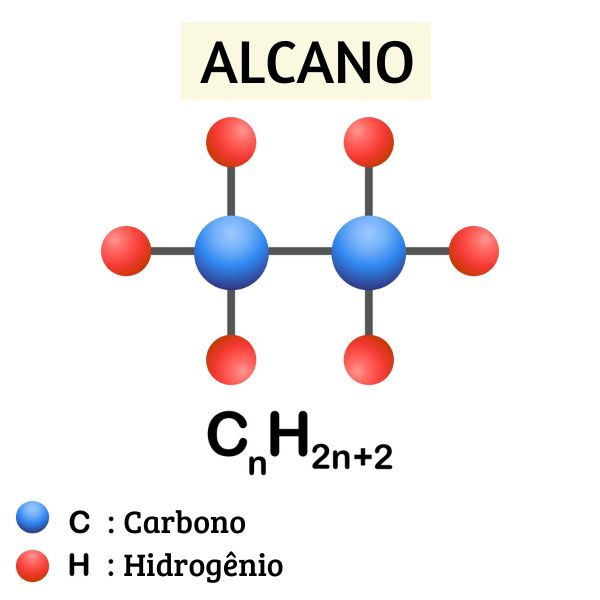 ALCANO
CnH2n+2
C : Carbono
H : Hidrogênio